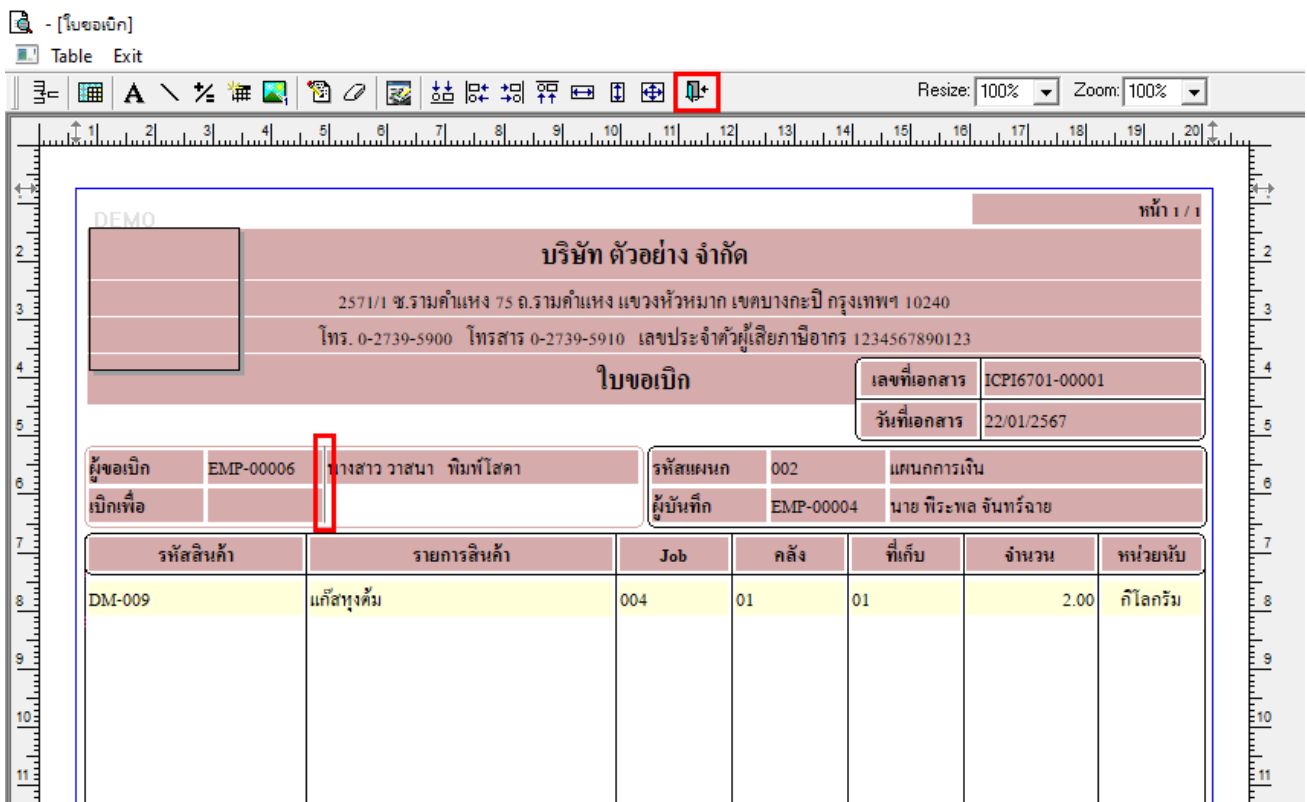 - [ใบขอเบิก]
Table Exit
Resize: 100% Zoom: 100%
1 2 3 4 5 6 7 8 9 10 11 12 13 14 15 16 17 18 19 20
DEMO
หน้า 1 / 1
บริษัท ตัวอย่าง จำกัด
2 2
2571/1 ซ.รามคำแหง 75 ถ.รามคำแหง แขวงหัวหมาก เขตบางกะปิ กรุงเทพฯ 10240
3 3
โทร. 0-2739-5900 โทรสาร 0-2739-5910 เลขประจำตัวผู้เสียภาษีอากร 1234567890123
4 4
ใบขอเบิก
เลขที่เอกสาร ICPI6701-00001
วันที่เอกสาร 22/01/2567
5 5
ผู้ขอเบิก EMP-00006 นางสาว วาสนา พิมพ์โสดา รหัสแผนก 002 แผนกการเงิน
6 6
เบิกเพื่อ ผู้บันทึก EMP-00004 นาย พีระพล จันทร์ฉาย
7 7
รหัสสินค้า รายการสินค้า Job คลัง ที่เก็บ จำนวน หน่วยนับ
8 DM-009 แก๊สหุงต้ม 004 01 01 2.00 กิโลกรัม 8
9 9
10 10
11 11